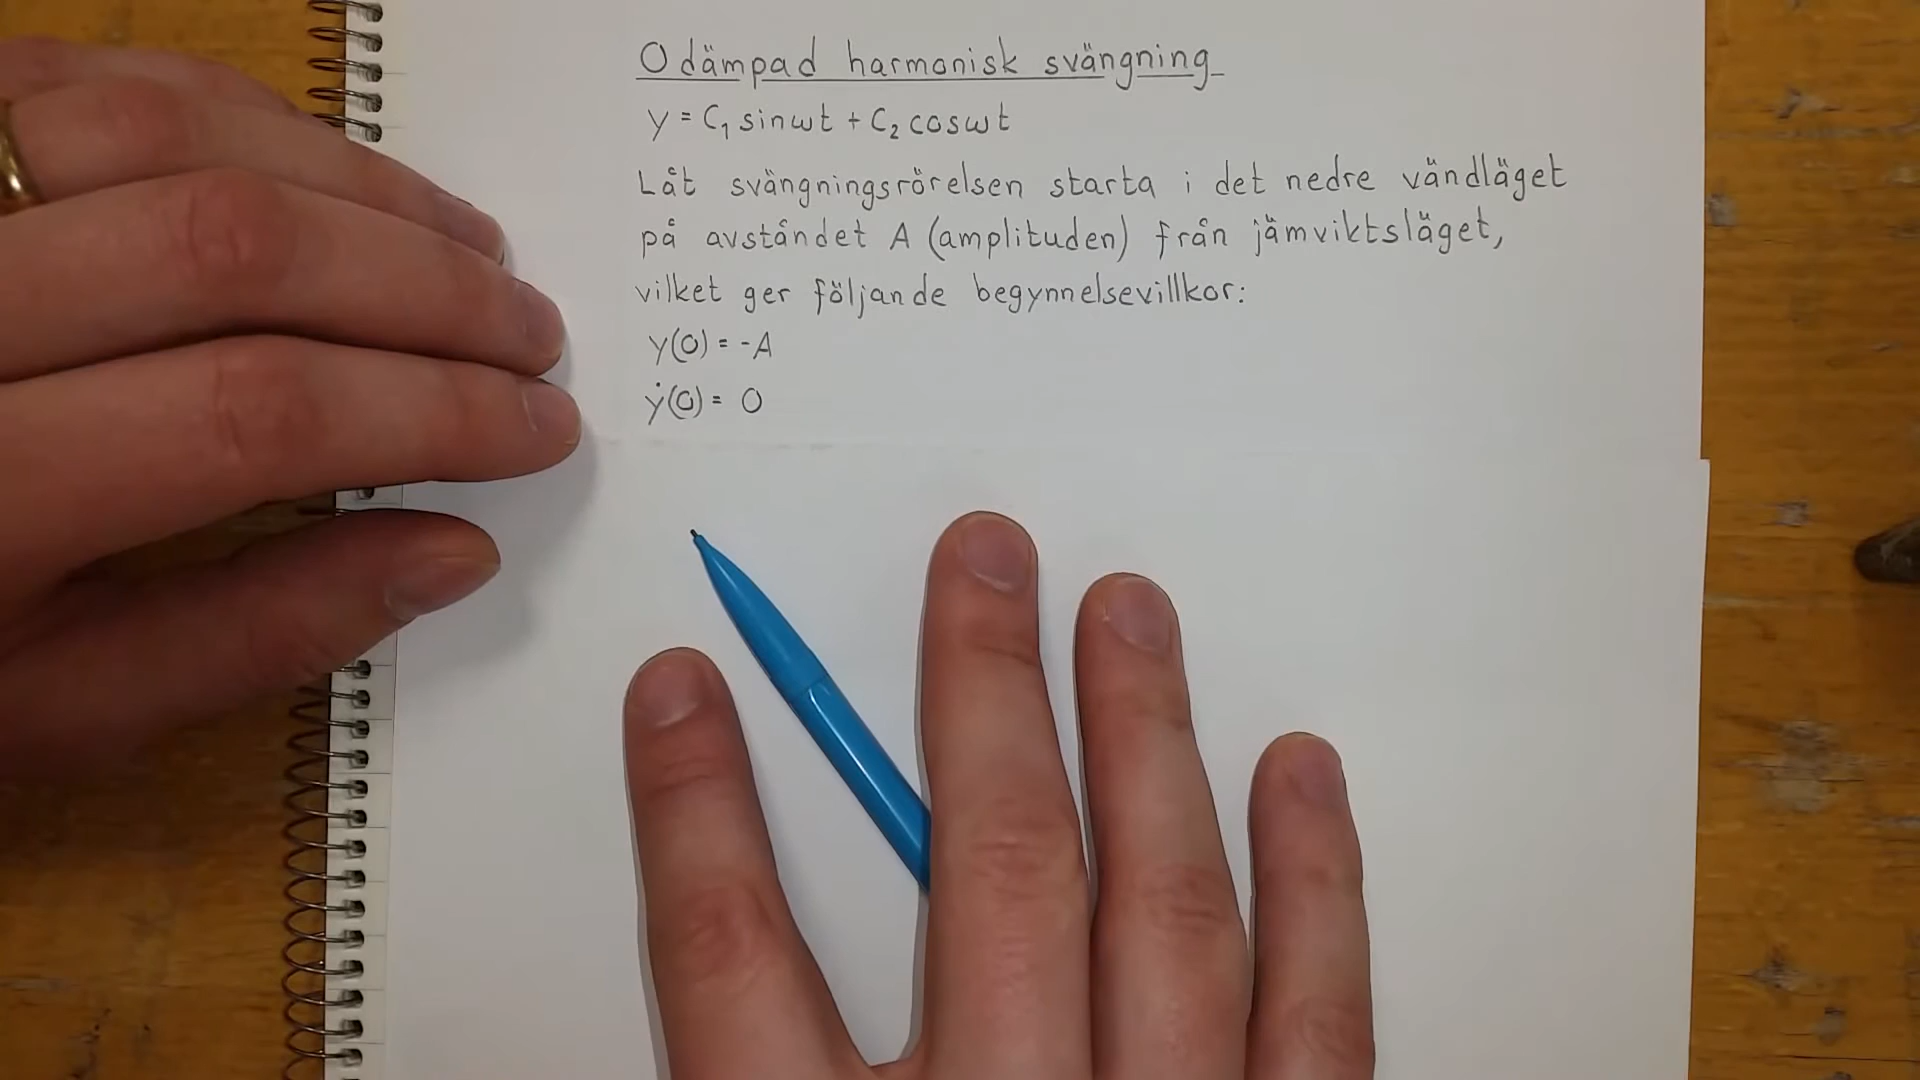 Odämpad harmonisk svängning
y = C₁ sinωt + C₂ cosωt
Låt svängningsrörelsen starta i det nedre vändläget
på avståndet A (amplituden) från jämviktsläget,
vilket ger följande begynnelsevillkor:
y(0) = -A
ẏ(0) = 0